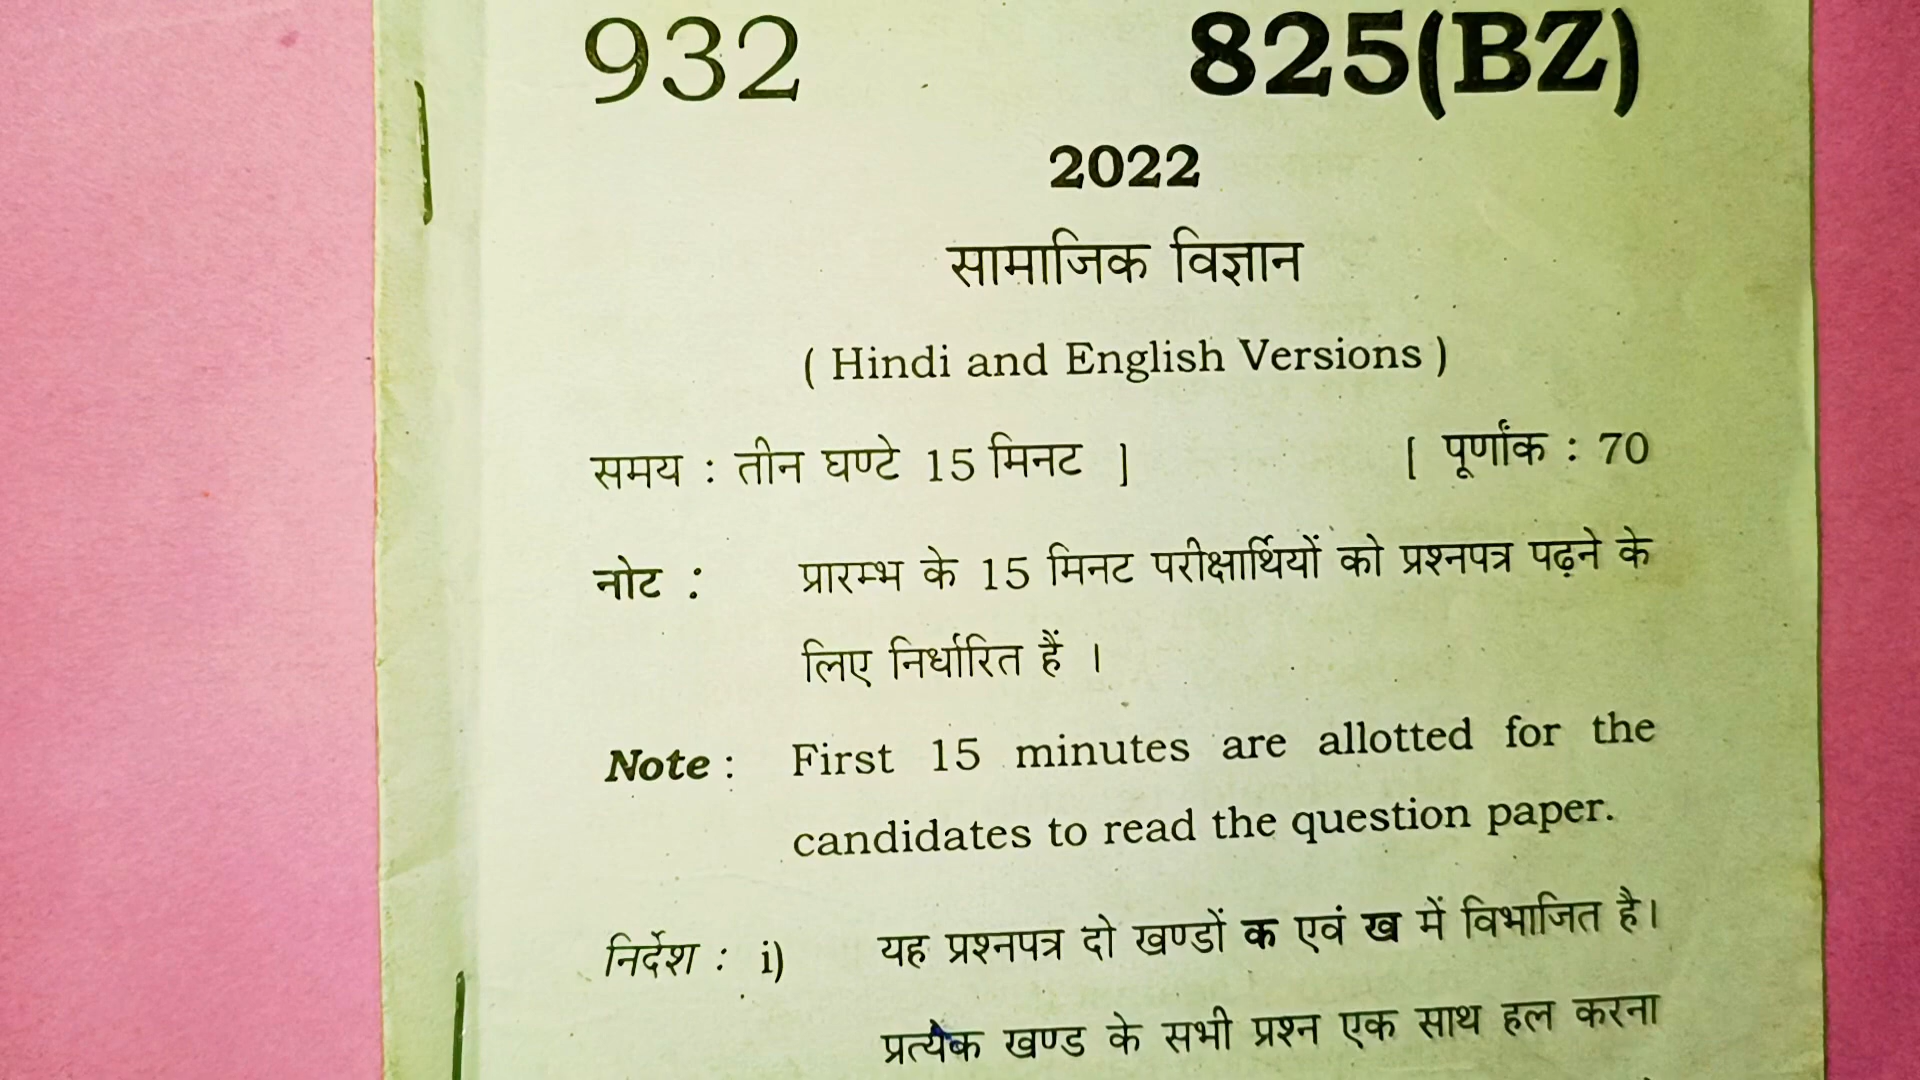 932 825(BZ)
2022
सामाजिक विज्ञान
( Hindi and English Versions )
समय : तीन घण्टे 15 मिनट ] [ पूर्णांक : 70
नोट : प्रारम्भ के 15 मिनट परीक्षार्थियों को प्रश्नपत्र पढ़ने के
लिए निर्धारित हैं ।
Note : First 15 minutes are allotted for the
candidates to read the question paper.
निर्देश : i) यह प्रश्नपत्र दो खण्डों क एवं ख में विभाजित है।
प्रत्येक खण्ड के सभी प्रश्न एक साथ हल करना